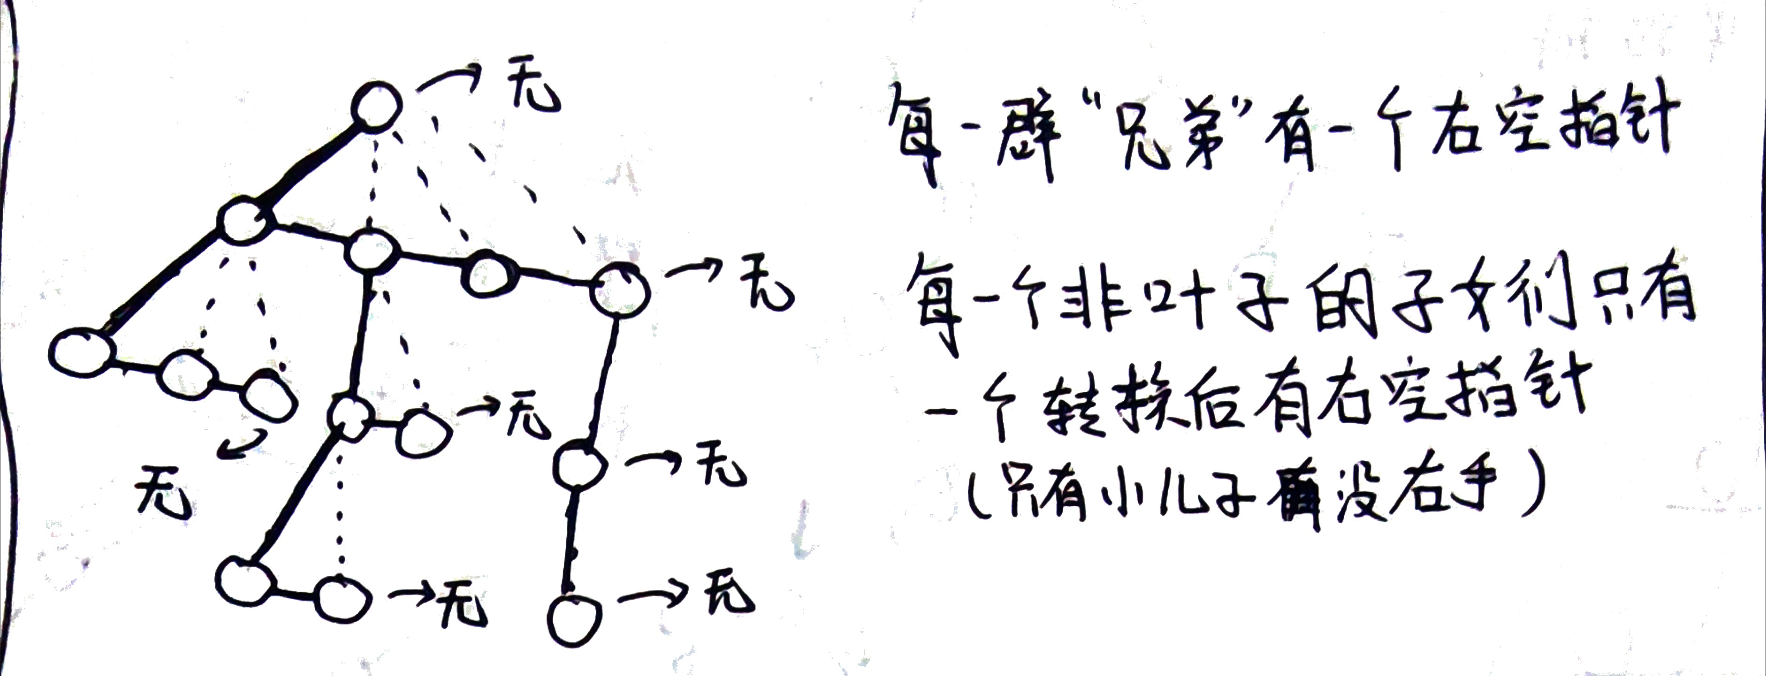 无
每一群“兄弟”有一个右空指针
无
每一个非叶子的子女们只有
一个转换后有右空指针
无
无
无
(只有小儿子没右手)
无
无